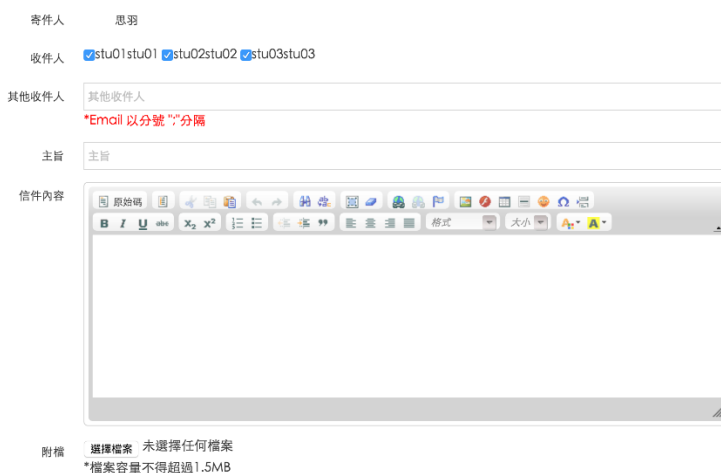 寄件人 思羽
收件人 stu01stu01 stu02stu02 stu03stu03
其他收件人 其他收件人
*Email 以分號 ";"分隔
主旨 主旨
信件內容
原始碼
B I U abc X₂ X² 格式 大小 A A
附檔 選擇檔案 未選擇任何檔案
*檔案容量不得超過1.5MB